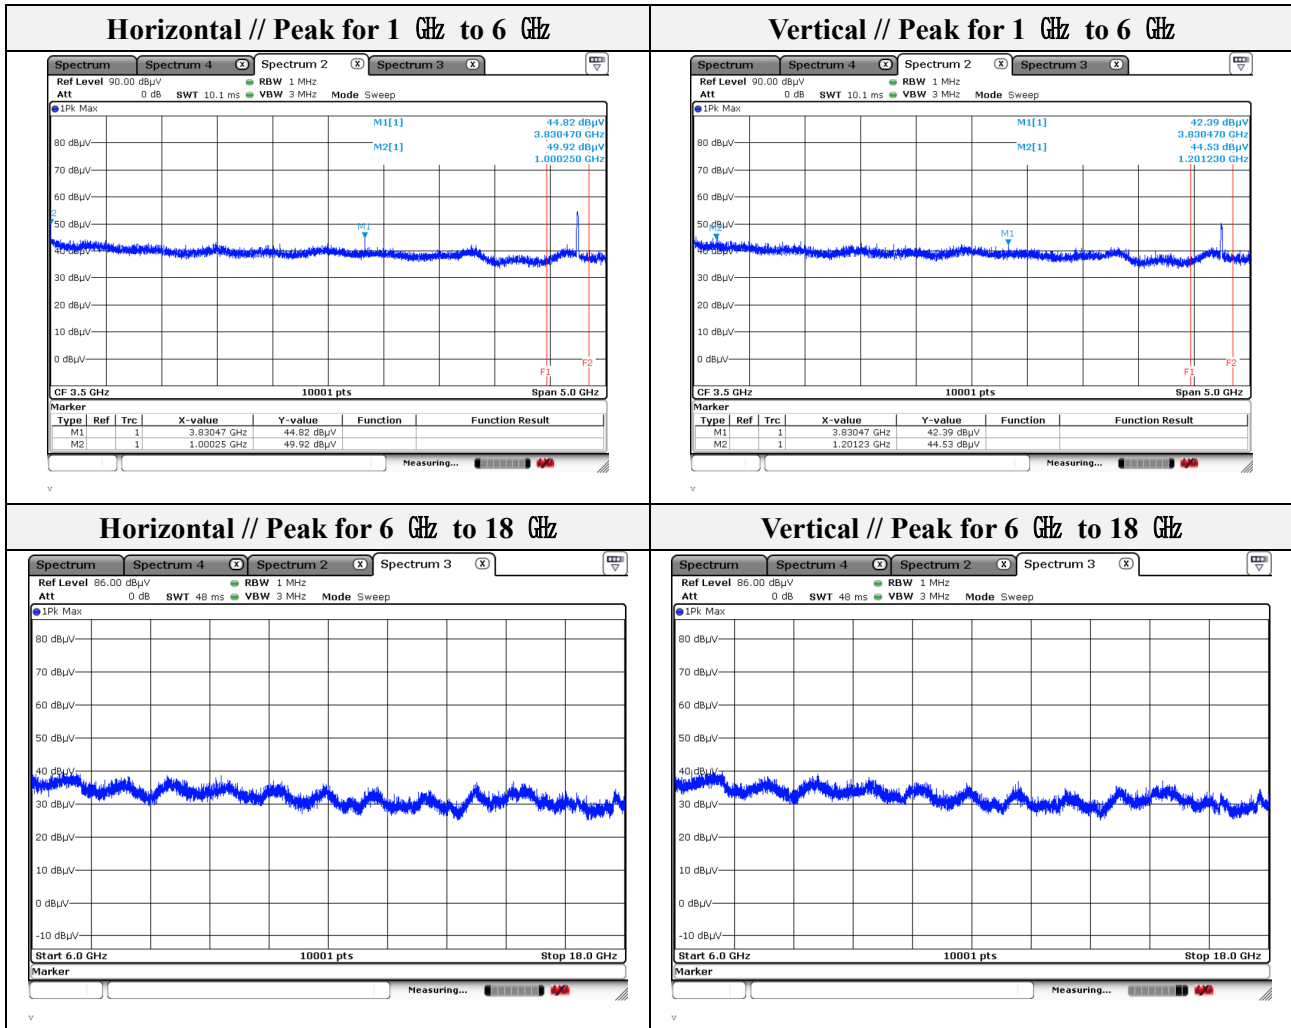 Horizontal // Peak for 1 ㎓ to 6 ㎓
Spectrum Spectrum 4 X Spectrum 2 X Spectrum 3 X
Ref Level 90.00 dBµV RBW 1 MHz
Att 0 dB SWT 10.1 ms VBW 3 MHz Mode Sweep
1Pk Max
M1[1] 44.82 dBµV
3.830470 GHz
M2[1] 49.92 dBµV
1.000250 GHz
80 dBµV
70 dBµV
60 dBµV
2
50 dBµV
M1
40 dBµV
30 dBµV
20 dBµV
10 dBµV
0 dBµV
F1 F2
CF 3.5 GHz 10001 pts Span 5.0 GHz
Marker
Type Ref Trc X-value Y-value Function Function Result
M1 1 3.83047 GHz 44.82 dBµV
M2 1 1.00025 GHz 49.92 dBµV
Measuring...
v
Vertical // Peak for 1 ㎓ to 6 ㎓
Spectrum Spectrum 4 X Spectrum 2 X Spectrum 3 X
Ref Level 90.00 dBµV RBW 1 MHz
Att 0 dB SWT 10.1 ms VBW 3 MHz Mode Sweep
1Pk Max
M1[1] 42.39 dBµV
3.830470 GHz
M2[1] 44.53 dBµV
1.201230 GHz
80 dBµV
70 dBµV
60 dBµV
50 dBµV
M2
M1
40 dBµV
30 dBµV
20 dBµV
10 dBµV
0 dBµV
F1 F2
CF 3.5 GHz 10001 pts Span 5.0 GHz
Marker
Type Ref Trc X-value Y-value Function Function Result
M1 1 3.83047 GHz 42.39 dBµV
M2 1 1.20123 GHz 44.53 dBµV
Measuring...
v
Horizontal // Peak for 6 ㎓ to 18 ㎓
Spectrum Spectrum 4 X Spectrum 2 X Spectrum 3 X
Ref Level 86.00 dBµV RBW 1 MHz
Att 0 dB SWT 48 ms VBW 3 MHz Mode Sweep
1Pk Max
80 dBµV
70 dBµV
60 dBµV
50 dBµV
40 dBµV
30 dBµV
20 dBµV
10 dBµV
0 dBµV
-10 dBµV
Start 6.0 GHz 10001 pts Stop 18.0 GHz
Marker
Measuring...
v
Vertical // Peak for 6 ㎓ to 18 ㎓
Spectrum Spectrum 4 X Spectrum 2 X Spectrum 3 X
Ref Level 86.00 dBµV RBW 1 MHz
Att 0 dB SWT 48 ms VBW 3 MHz Mode Sweep
1Pk Max
80 dBµV
70 dBµV
60 dBµV
50 dBµV
40 dBµV
30 dBµV
20 dBµV
10 dBµV
0 dBµV
-10 dBµV
Start 6.0 GHz 10001 pts Stop 18.0 GHz
Marker
Measuring...
v